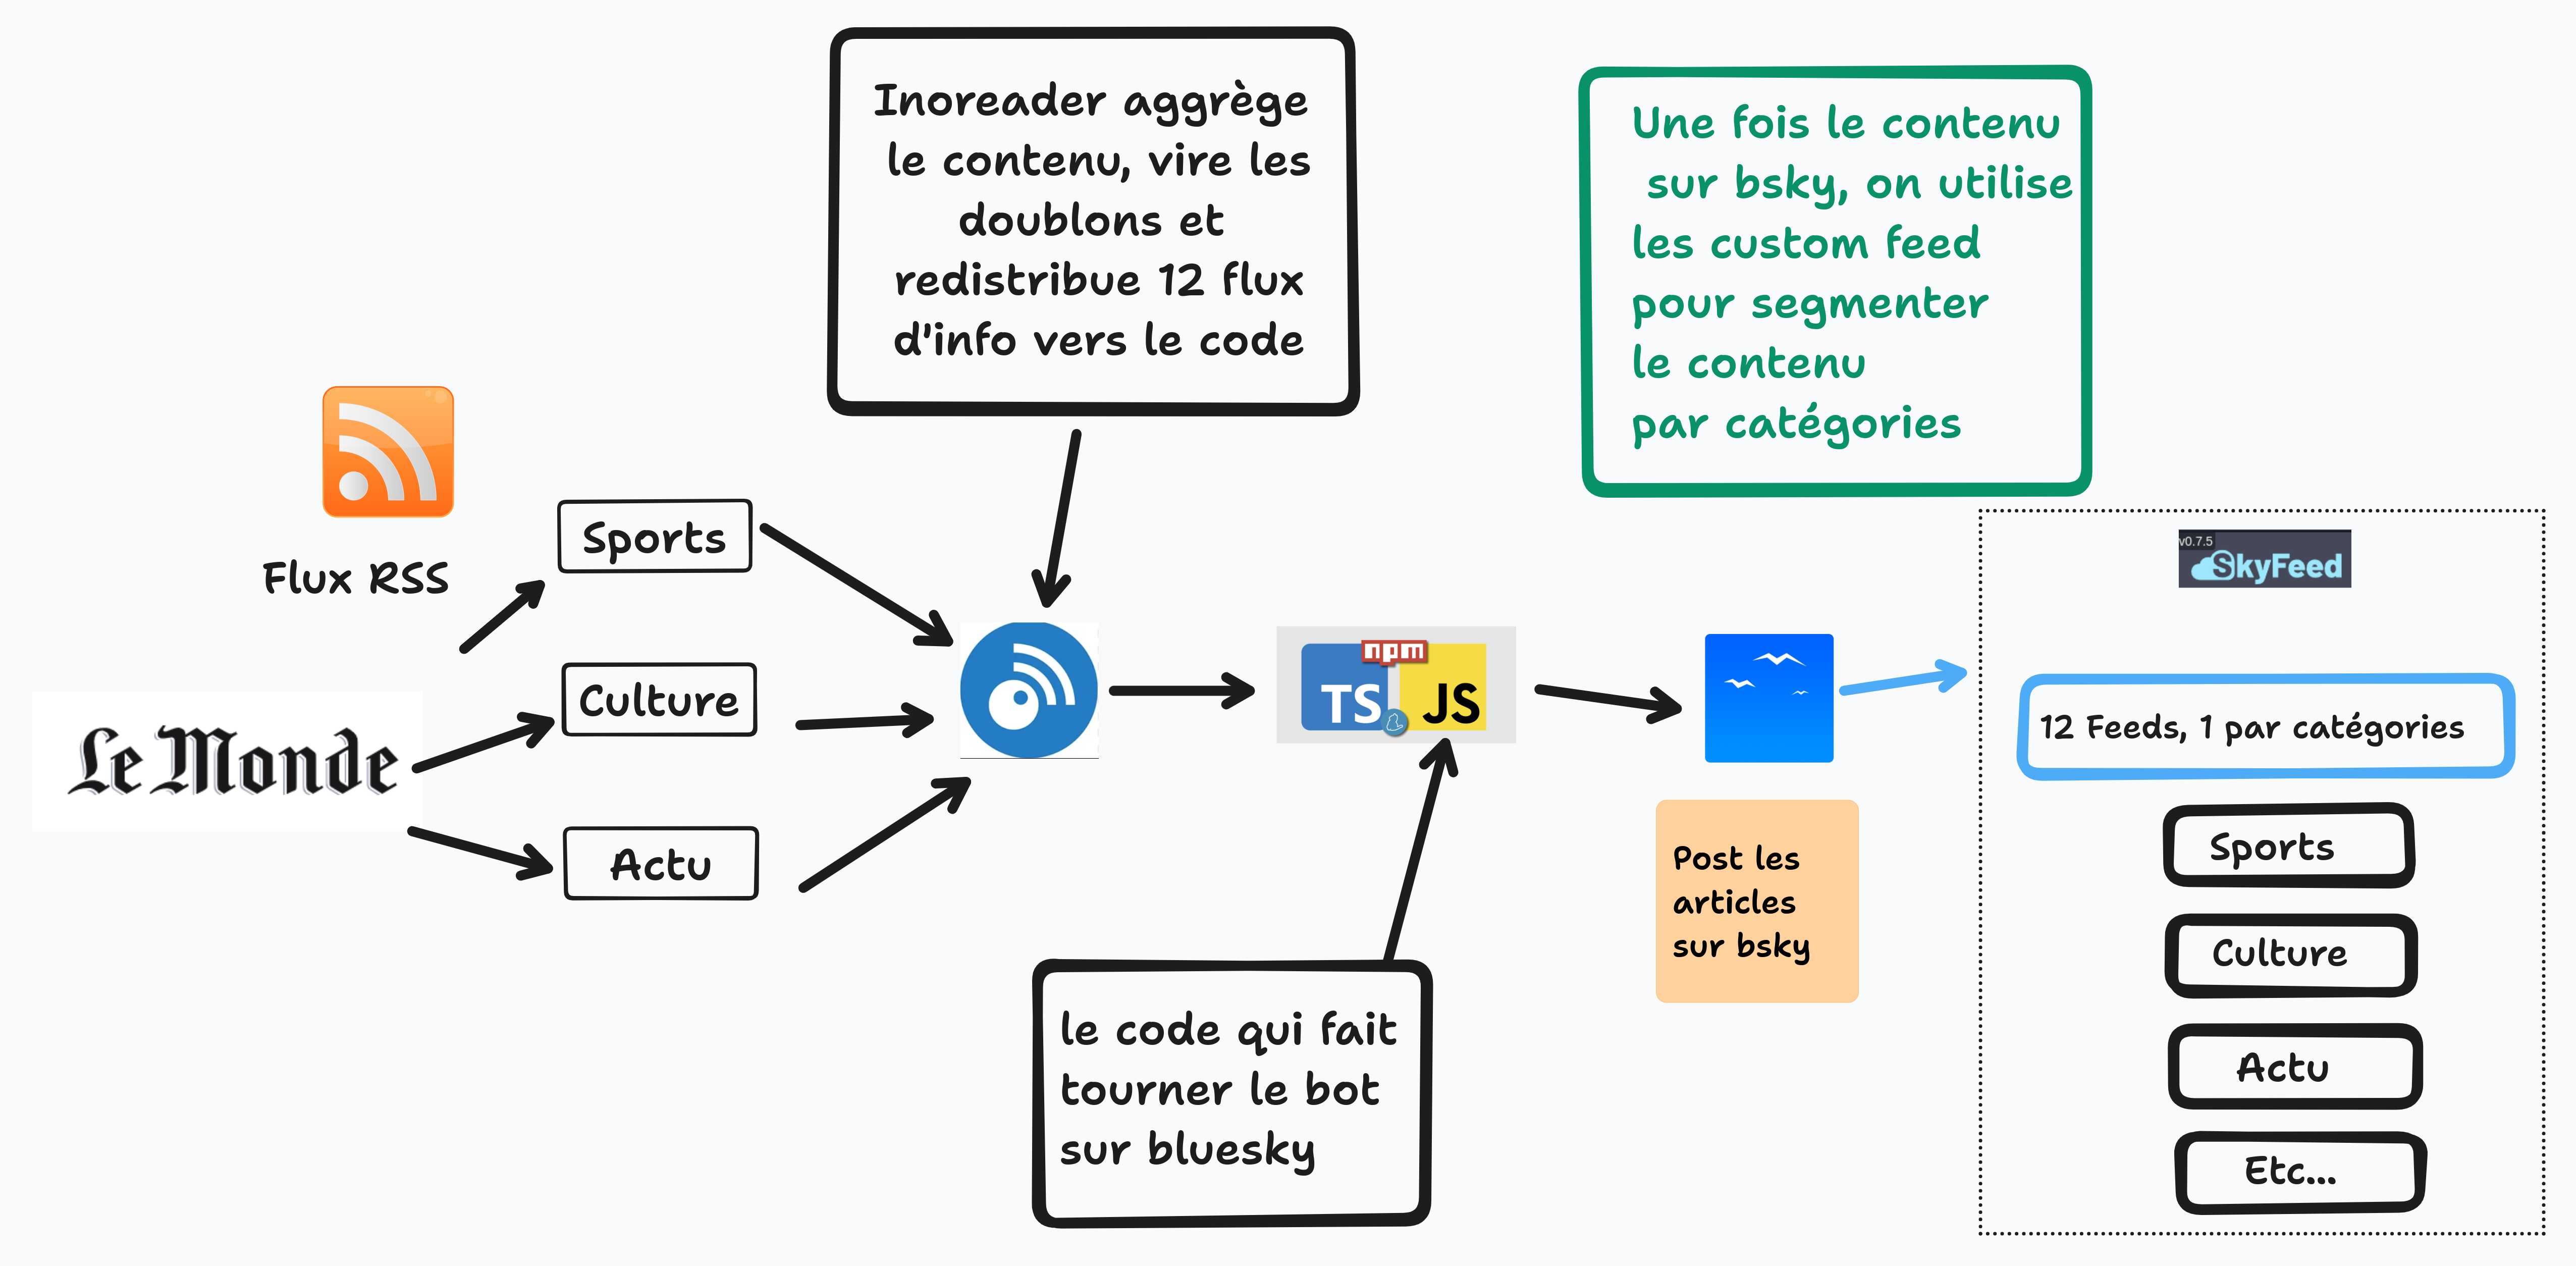 Inoreader aggrège
le contenu, vire les
doublons et
redistribue 12 flux
d'info vers le code
Une fois le contenu
sur bsky, on utilise
les custom feed
pour segmenter
le contenu
par catégories
Flux RSS
Sports
Culture
Actu
Le Monde
npm
TS
JS
le code qui fait
tourner le bot
sur bluesky
Post les
articles
sur bsky
v0.7.5
SkyFeed
12 Feeds, 1 par catégories
Sports
Culture
Actu
Etc...